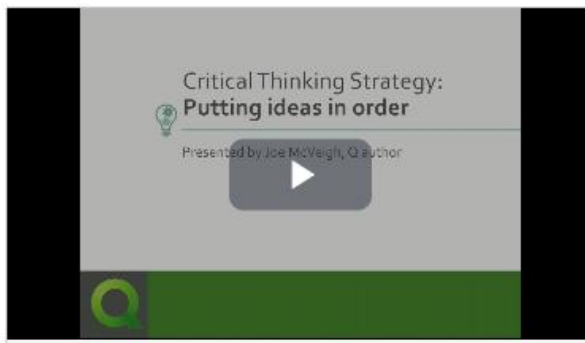 Critical Thinking Strategy:
Putting ideas in order
Presented by Joe McVeigh, Q author
Q